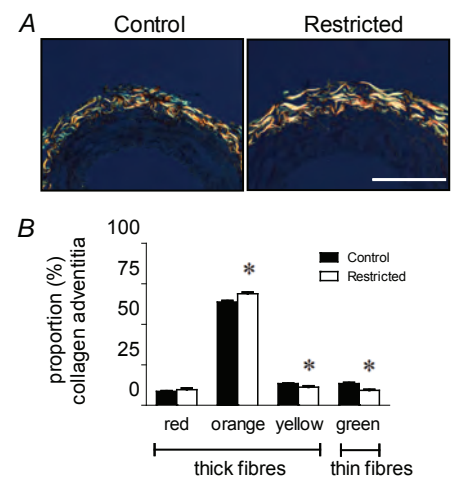 A
Control
Restricted
B
proportion (%)
collagen adventitia
100
75
50
25
0
Control
Restricted
*
*
*
red orange yellow green
thick fibres
thin fibres